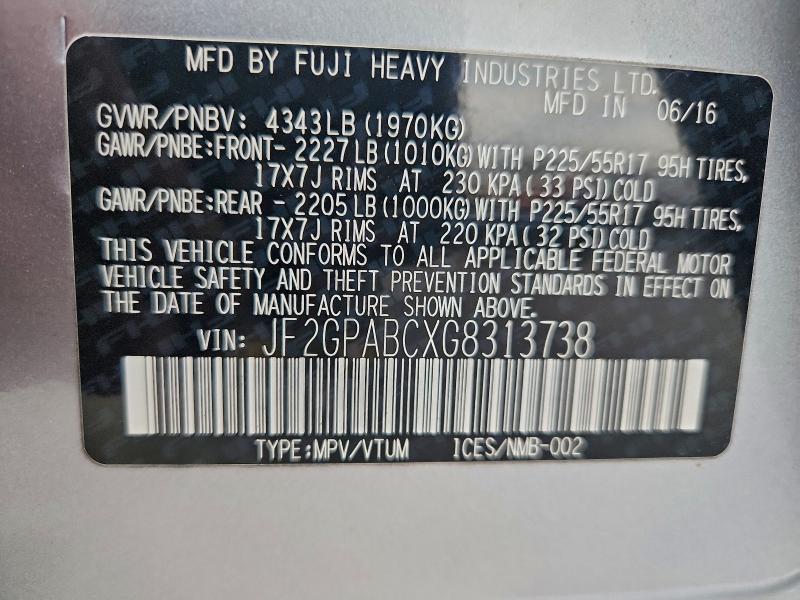 MFD BY FUJI HEAVY INDUSTRIES LTD.
MFD IN 06/16
GVWR/PNBV: 4343LB (1970KG)
GAWR/PNBE:FRONT- 2227LB (1010KG) WITH P225/55R17 95H TIRES,
17X7J RIMS AT 230 KPA (33 PSI) COLD
GAWR/PNBE:REAR - 2205LB (1000KG) WITH P225/55R17 95H TIRES,
17X7J RIMS AT 220 KPA (32 PSI) COLD
THIS VEHICLE CONFORMS TO ALL APPLICABLE FEDERAL MOTOR
VEHICLE SAFETY AND THEFT PREVENTION STANDARDS IN EFFECT ON
THE DATE OF MANUFACTURE SHOWN ABOVE.
VIN: JF2GPABCXG8313738
TYPE:MPV/VTUM ICES/NMB-002